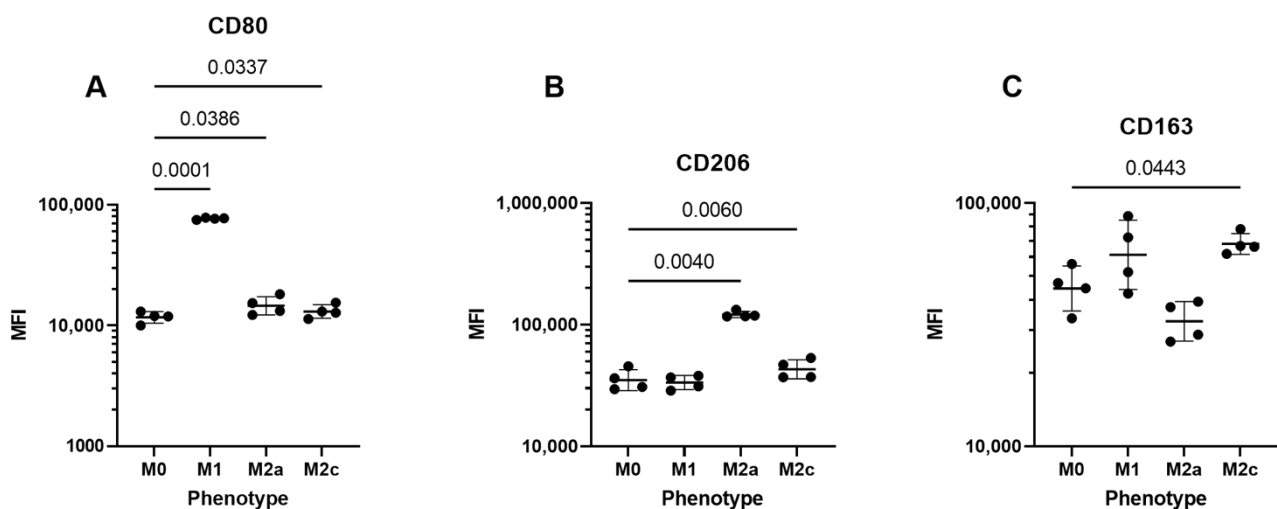 CD80
A
0.0337
0.0386
0.0001
100,000
10,000
1000
MFI
M0 M1 M2a M2c
Phenotype
B
CD206
0.0060
0.0040
1,000,000
100,000
10,000
MFI
M0 M1 M2a M2c
Phenotype
C
CD163
0.0443
100,000
10,000
MFI
M0 M1 M2a M2c
Phenotype